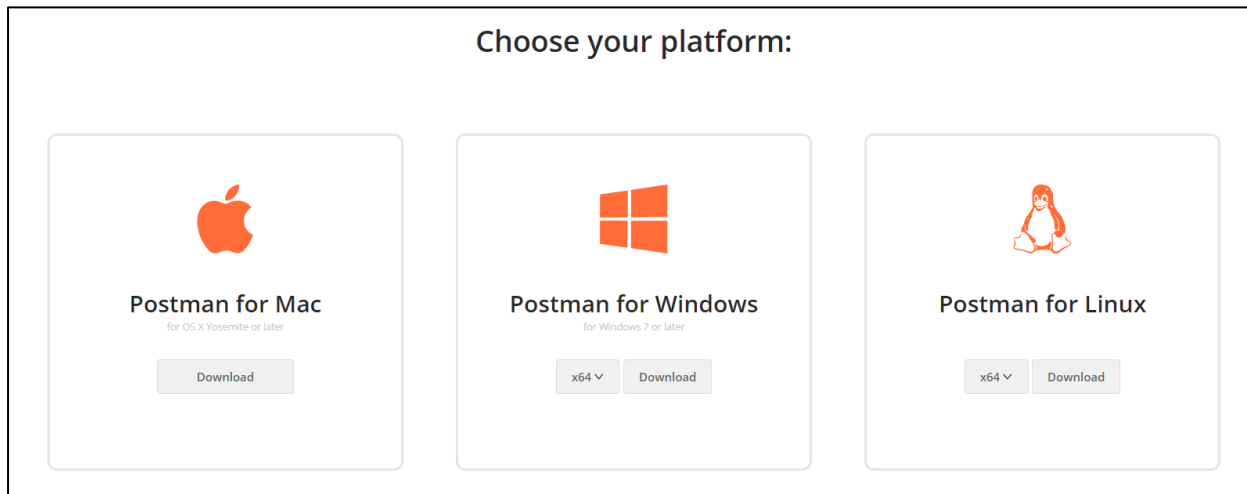 Choose your platform:
Postman for Mac
for OS X Yosemite or later
Download
Postman for Windows
for Windows 7 or later
x64 Download
Postman for Linux
x64 Download